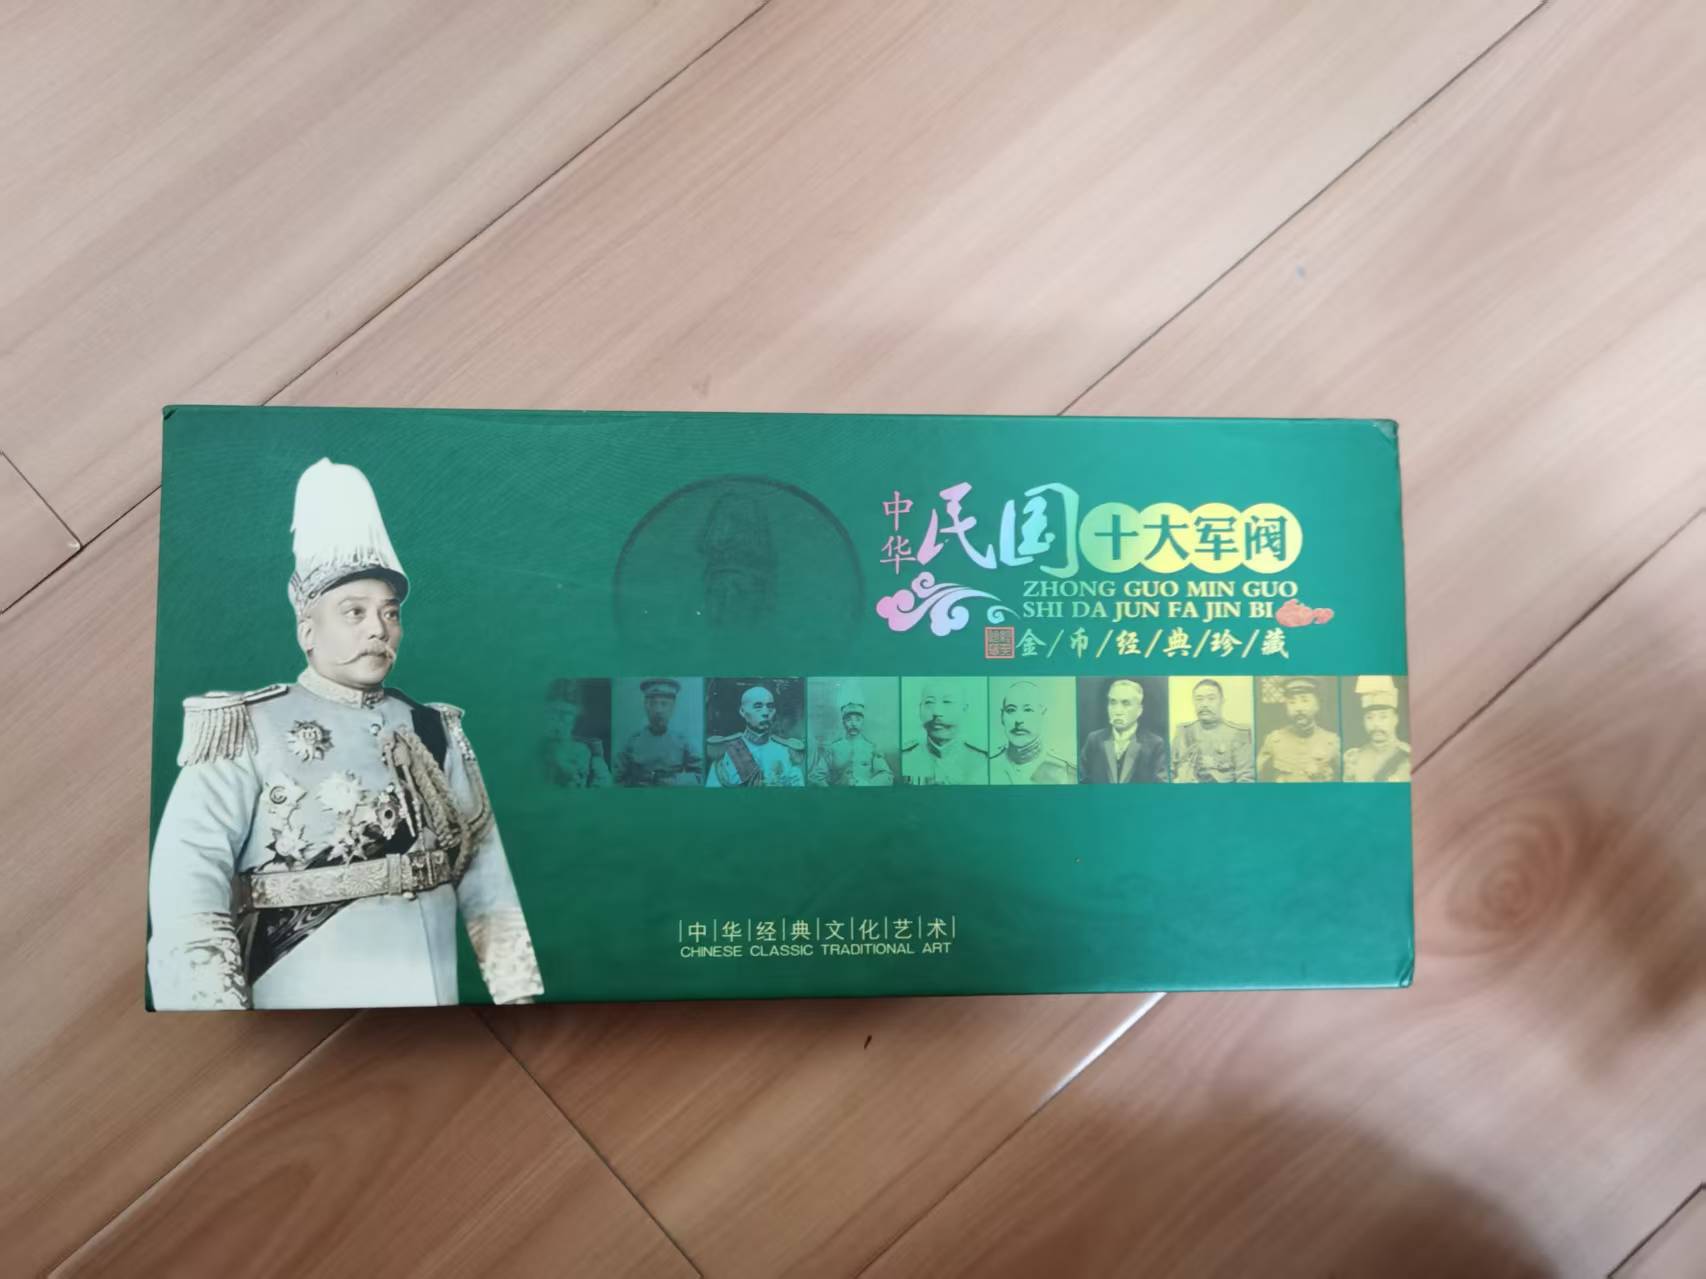 中华民国十大军阀
ZHONG GUO MIN GUO
SHI DA JUN FA JIN BI
金/币/经/典/珍/藏
|中|华|经|典|文|化|艺|术|
CHINESE CLASSIC TRADITIONAL ART